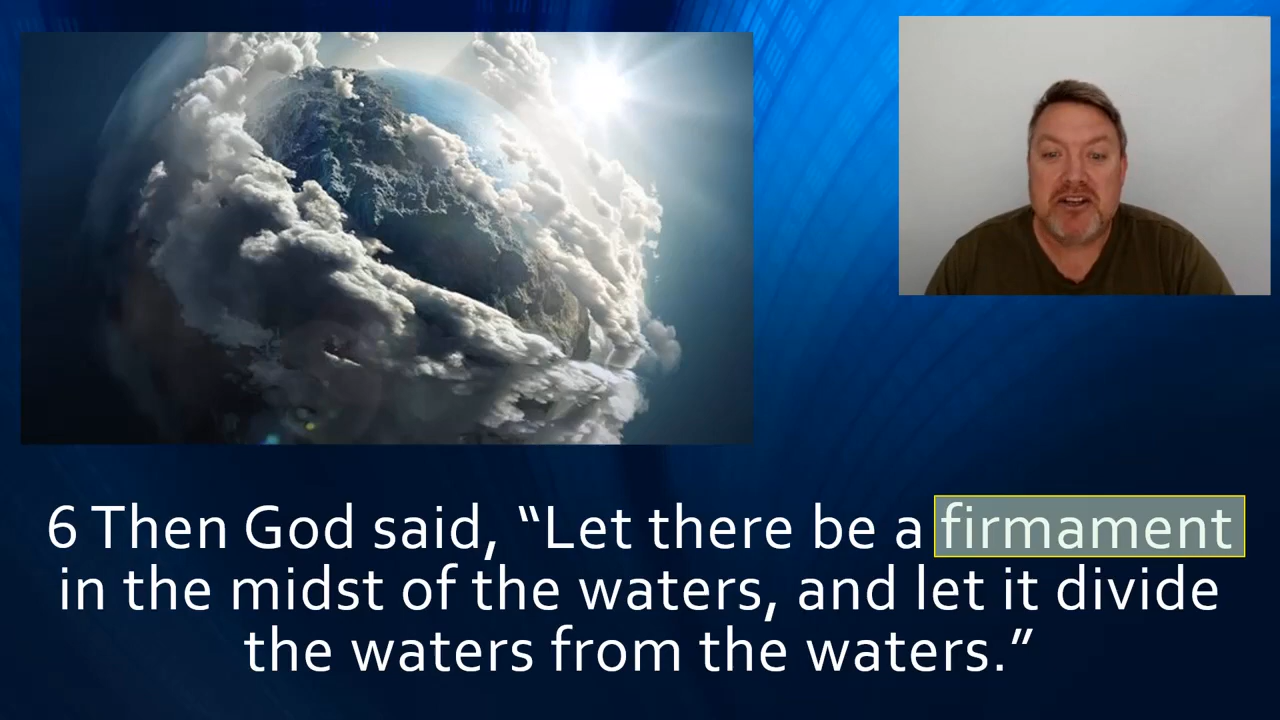 6 Then God said, “Let there be a firmament
in the midst of the waters, and let it divide
the waters from the waters.”